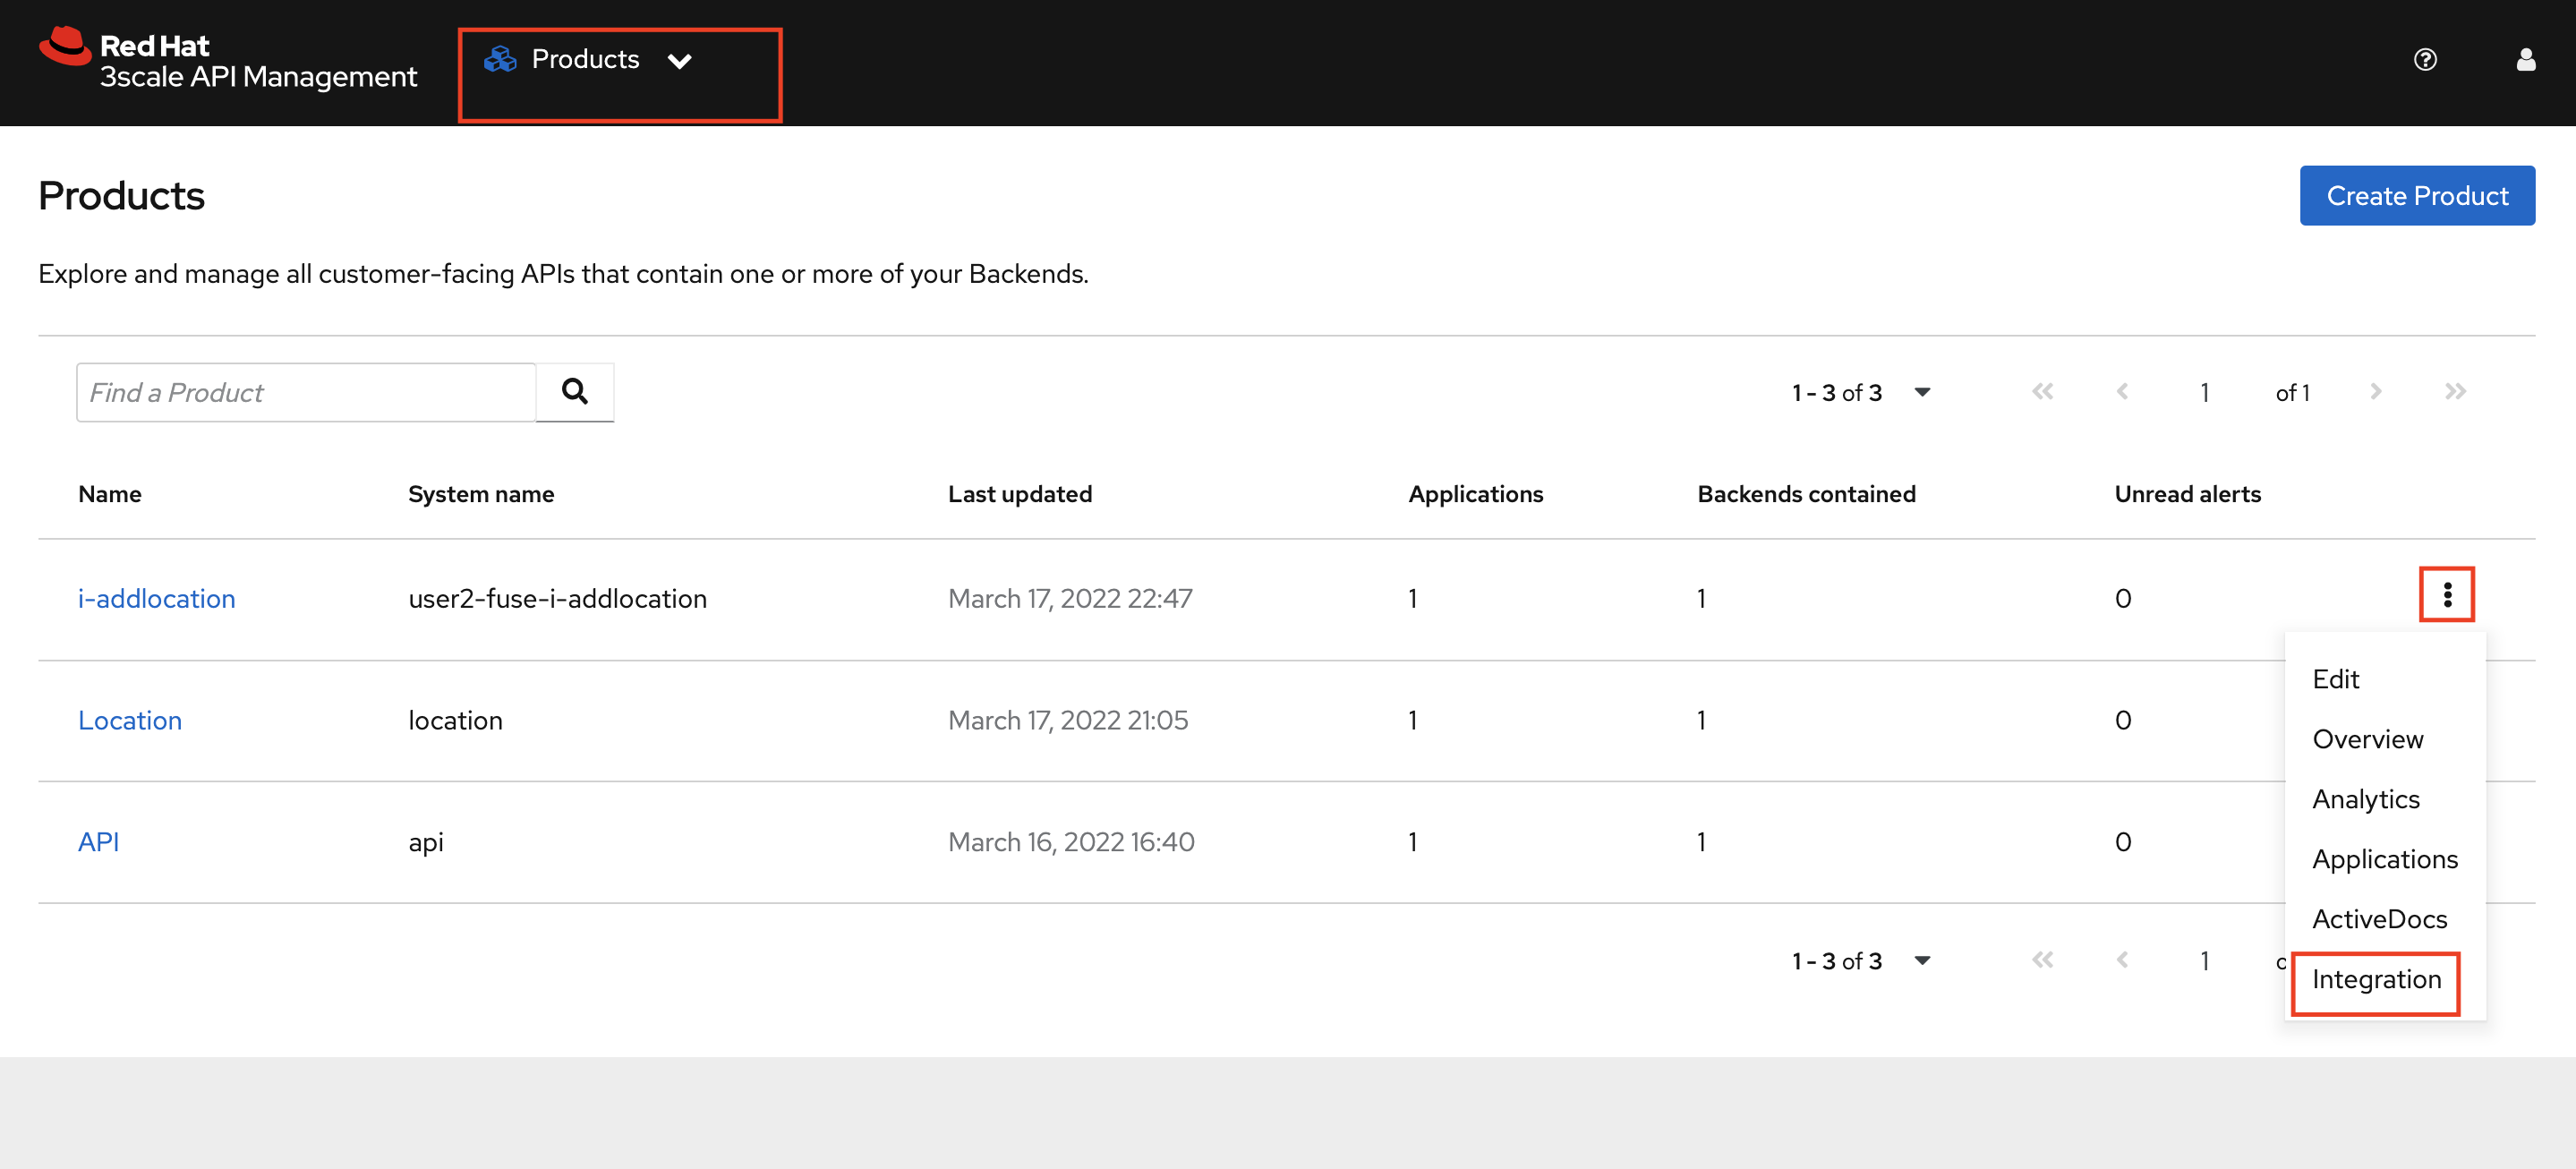 Red Hat
3scale API Management
Products
Products
Create Product
Explore and manage all customer-facing APIs that contain one or more of your Backends.
Find a Product
1 - 3 of 3
1
of 1
Name System name Last updated Applications Backends contained Unread alerts
i-addlocation user2-fuse-i-addlocation March 17, 2022 22:47 1 1 0
Edit
Overview
Analytics
Applications
ActiveDocs
Integration
Location location March 17, 2022 21:05 1 1 0
API api March 16, 2022 16:40 1 1 0
1 - 3 of 3
1